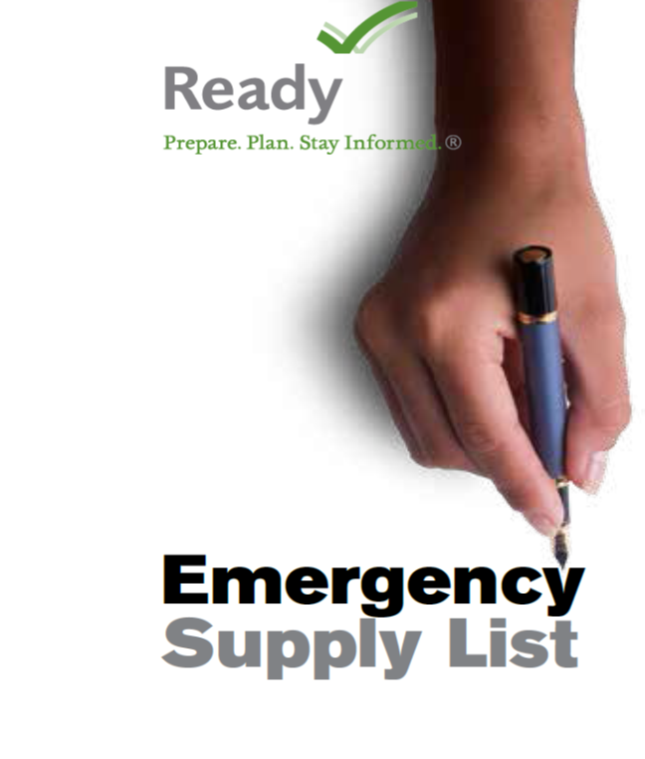 Ready
Prepare. Plan. Stay Informed.®
Emergency
Supply List